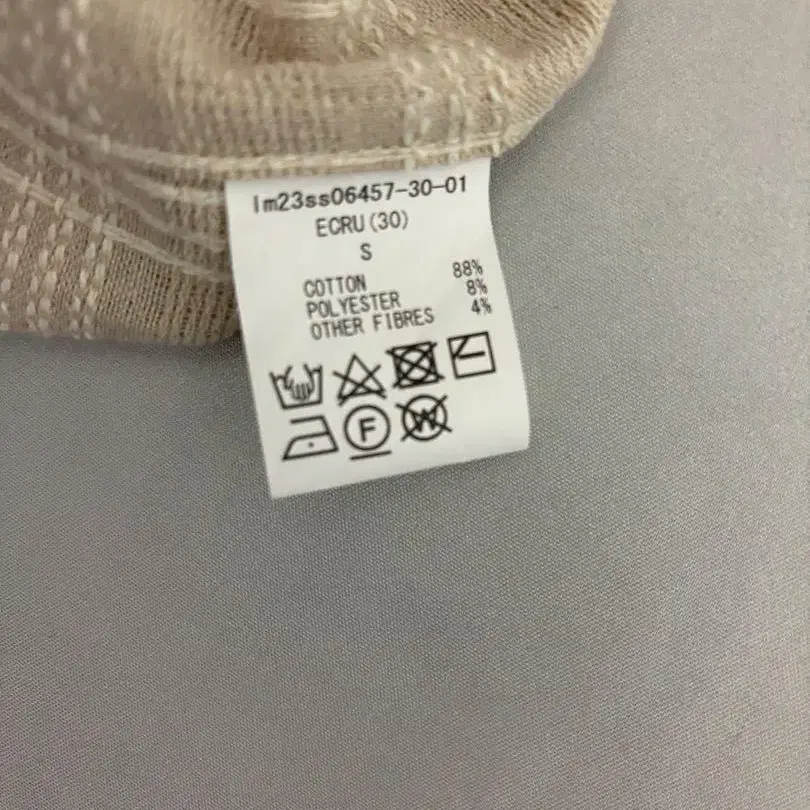 lm23ss06457-30-01
ECRU(30)
S
COTTON 88%
POLYESTER 8%
OTHER FIBRES 4%
F W